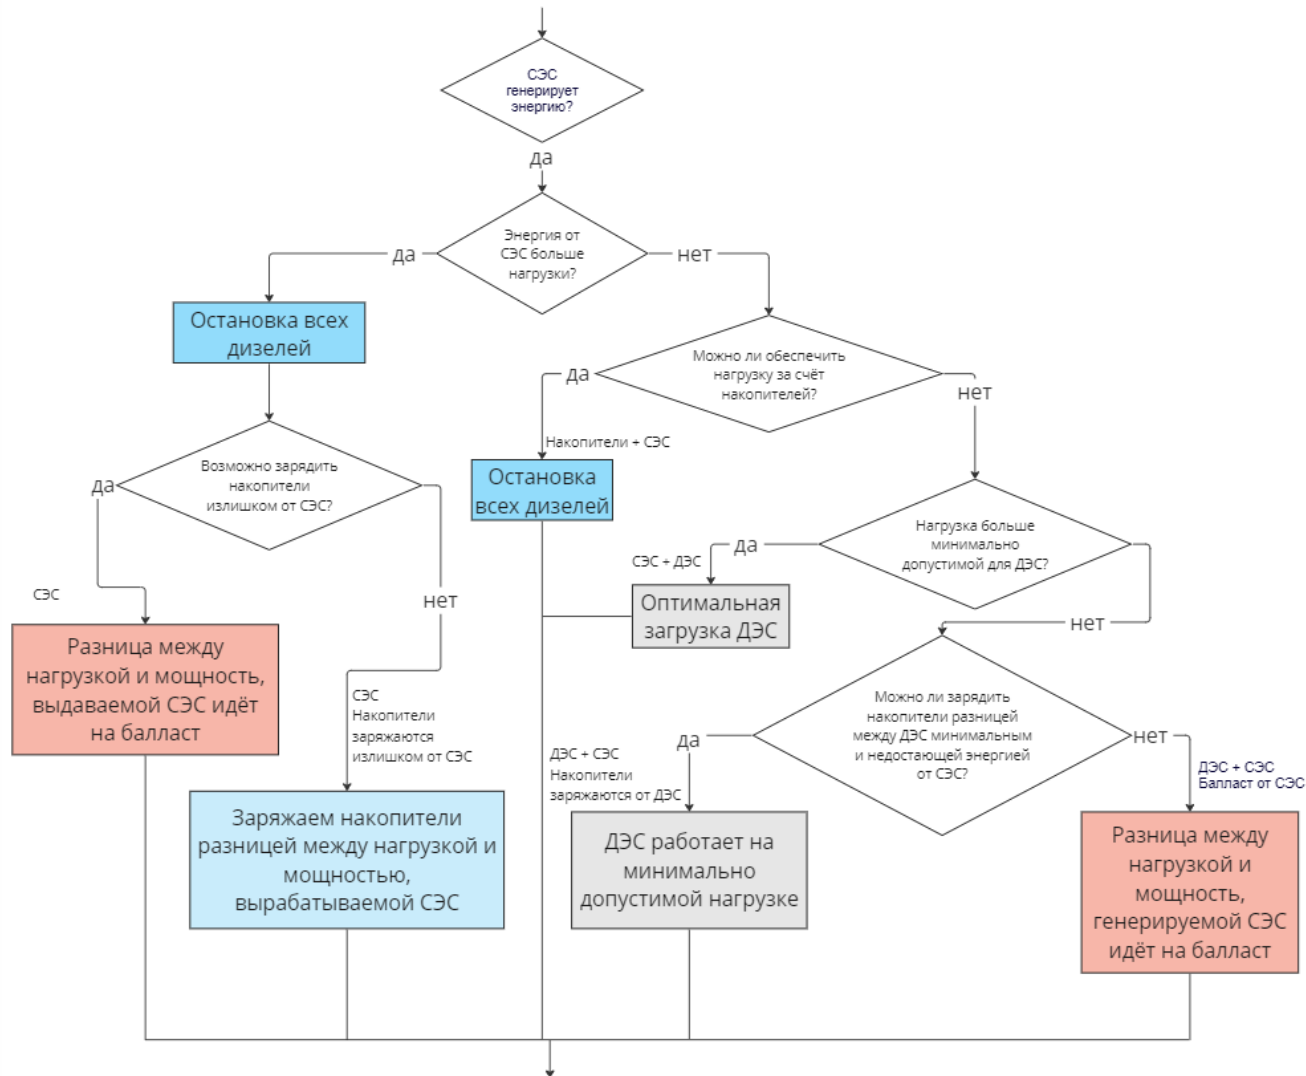 СЭС
генерирует
энергию?
да
Энергия от
СЭС больше
нагрузки?
да
нет
Остановка всех
дизелей
Можно ли обеспечить
нагрузку за счёт
накопителей?
да
нет
Накопители + СЭС
Остановка
всех дизелей
Возможно зарядить
накопители
излишком от СЭС?
да
нет
Нагрузка больше
минимально
допустимой для ДЭС?
да
нет
СЭС + ДЭС
Оптимальная
загрузка ДЭС
СЭС
Разница между
нагрузкой и мощность,
выдаваемой СЭС идёт
на балласт
СЭС
Накопители
заряжаются
излишком от СЭС
Заряжаем накопители
разницей между нагрузкой и
мощностью,
вырабатываемой СЭС
Можно ли зарядить
накопители разницей
между ДЭС минимальным
и недостающей энергией
от СЭС?
да
нет
ДЭС + СЭС
Накопители
заряжаются от ДЭС
ДЭС работает на
минимально
допустимой нагрузке
ДЭС + СЭС
Балласт от СЭС
Разница между
нагрузкой и
мощность,
генерируемой СЭС
идёт на балласт